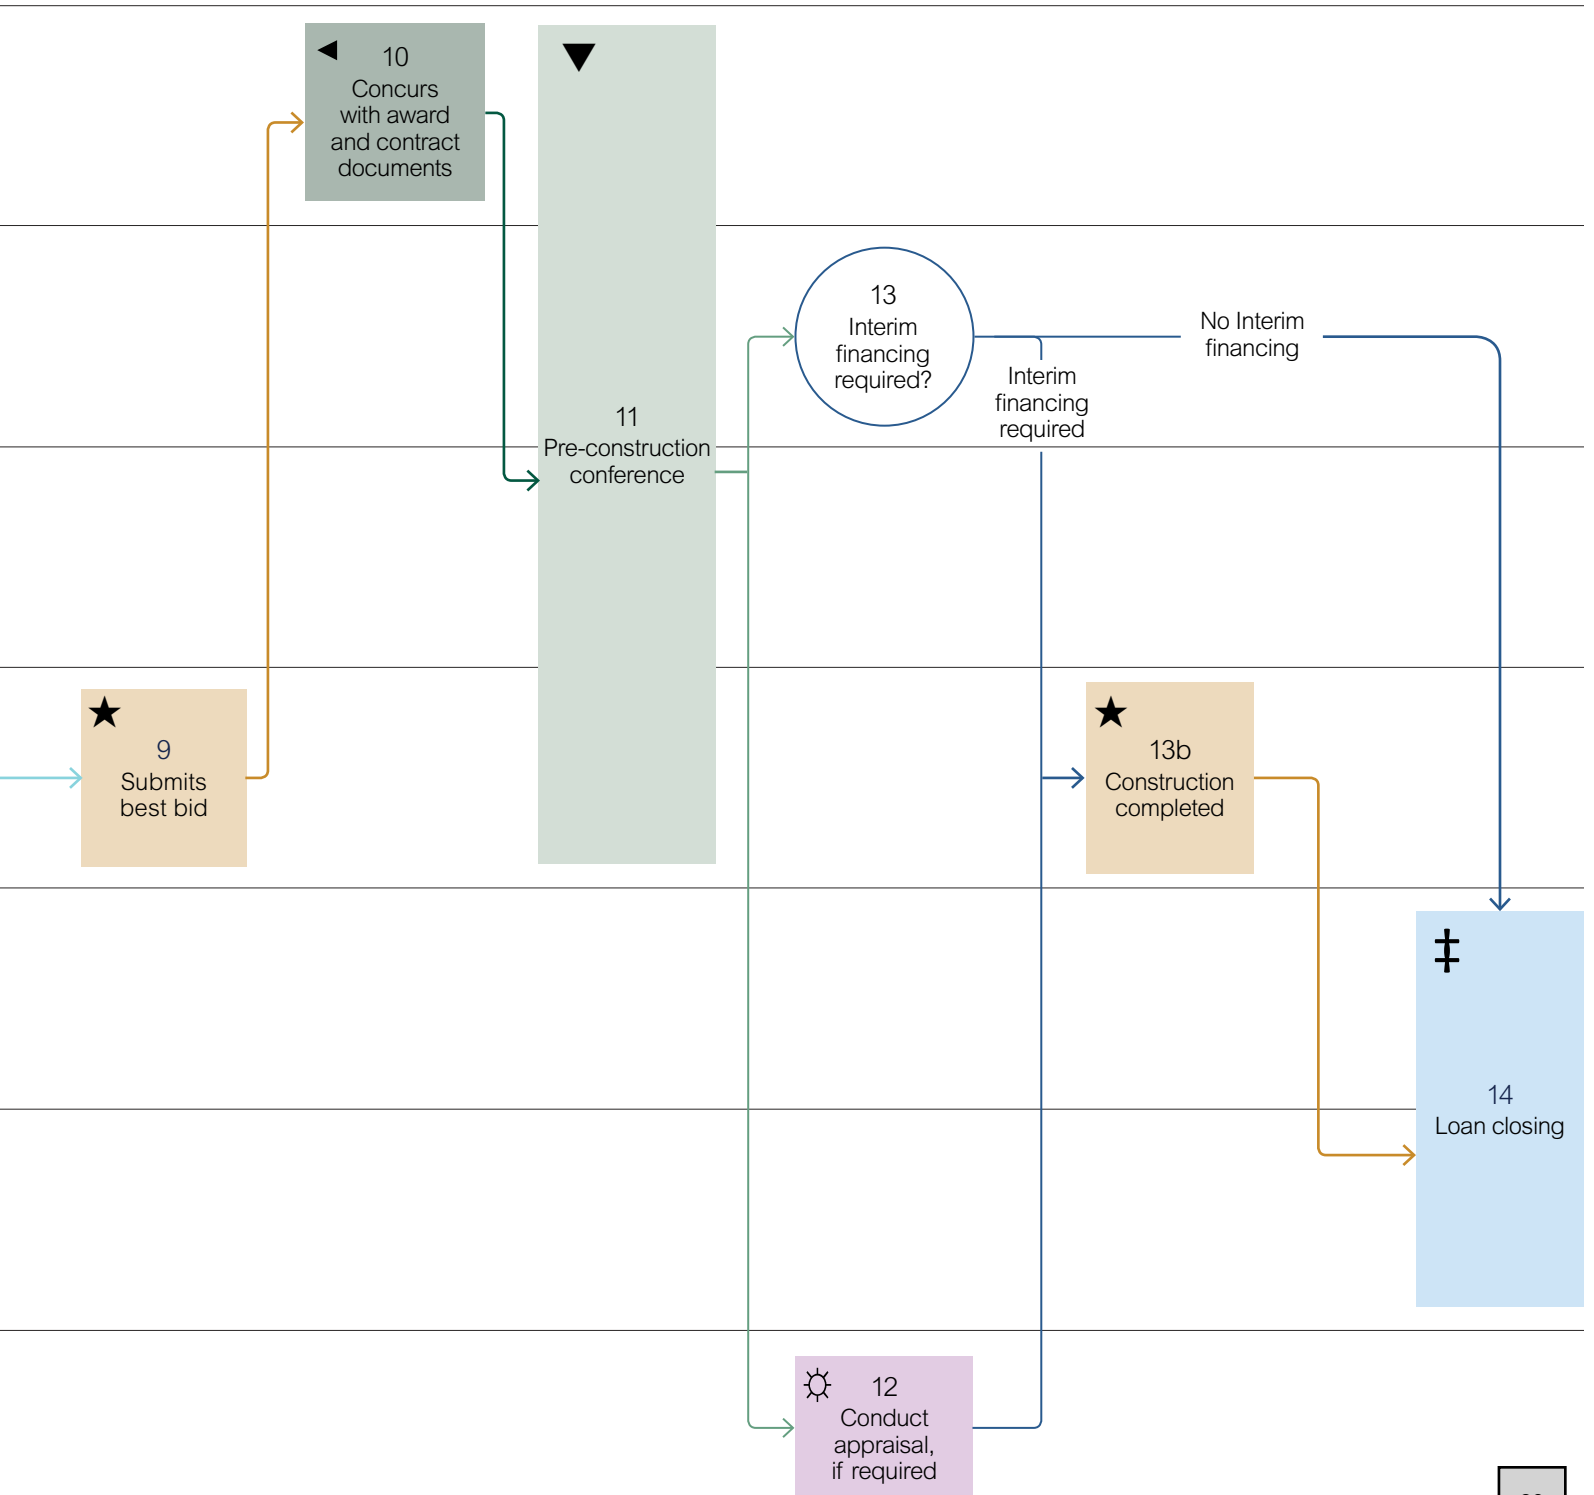 10
Concurs
with award
and contract
documents
11
Pre-construction
conference
13
Interim
financing
required?
No Interim
financing
Interim
financing
required
9
Submits
best bid
13b
Construction
completed
14
Loan closing
12
Conduct
appraisal,
if required